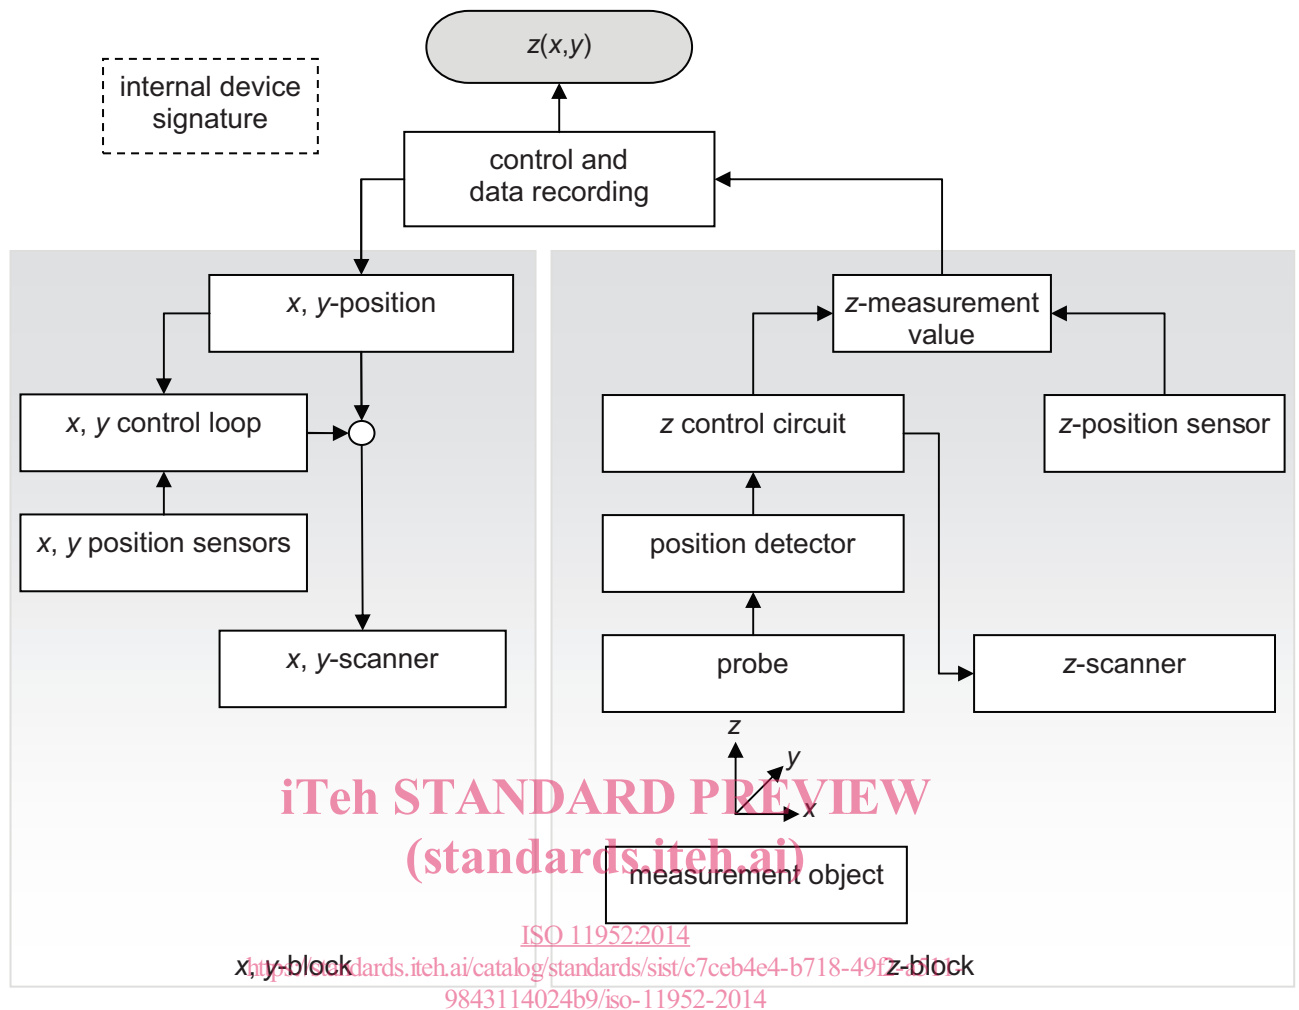 z(x,y)
internal device
signature
control and
data recording
x, y-position
z-measurement
value
x, y control loop
z control circuit
z-position sensor
x, y position sensors
position detector
x, y-scanner
probe
z-scanner
z
y
x
iTeh STANDARD PREVIEW
(standards.iteh.ai)
measurement object
ISO 11952:2014
x, y-block
z-block
9843114024b9/iso-11952-2014